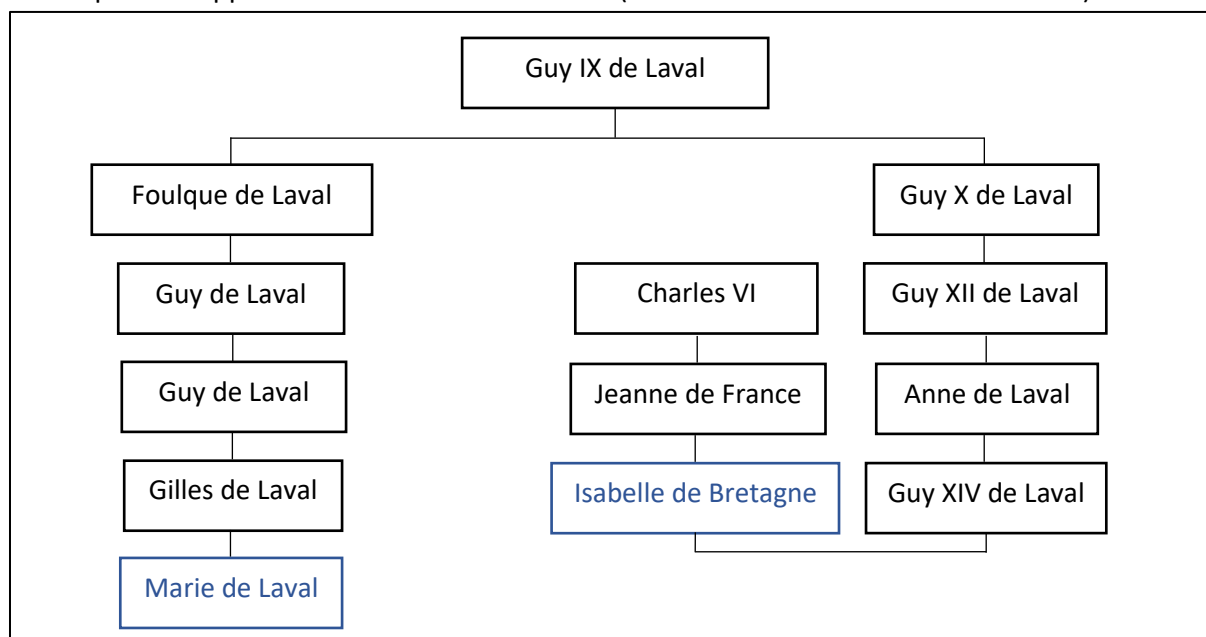 Guy IX de Laval
Foulque de Laval
Guy X de Laval
Guy de Laval
Charles VI
Guy XII de Laval
Guy de Laval
Jeanne de France
Anne de Laval
Gilles de Laval
Isabelle de Bretagne
Guy XIV de Laval
Marie de Laval